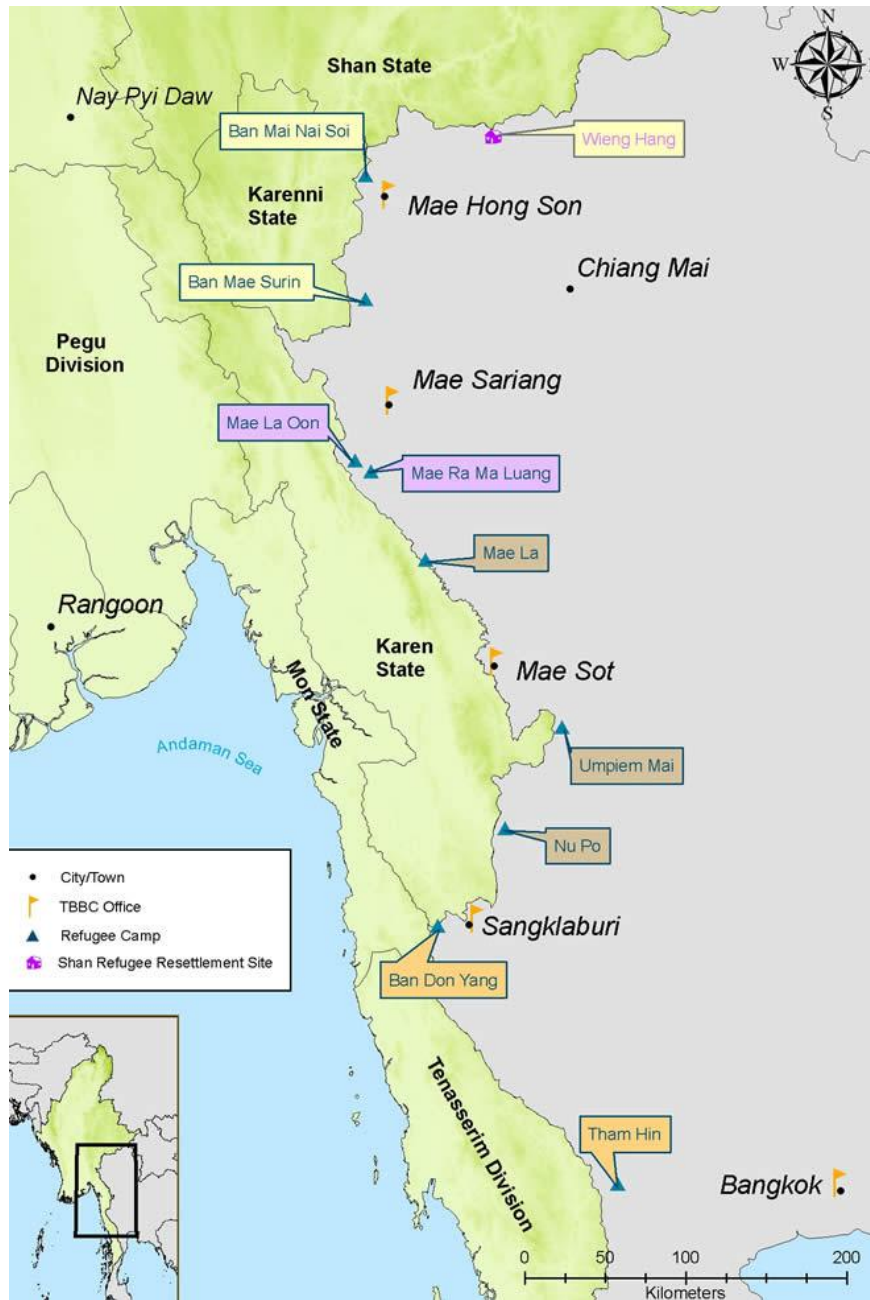 Shan State
N
W
S
Nay Pyi Daw
Ban Mai Nai Soi
Wieng Hang
Karenni
State
Mae Hong Son
Chiang Mai
Ban Mae Surin
Pegu
Division
Mae Sariang
Mae La Oon
Mae Ra Ma Luang
Mae La
Rangoon
Karen
State
Mon State
Mae Sot
Andaman Sea
Umpiem Mai
Nu Po
City/Town
TBBC Office
Refugee Camp
Shan Refugee Resettlement Site
Sangklaburi
Ban Don Yang
Tenasserim Division
Tham Hin
Bangkok
0 50 100 200
Kilometers